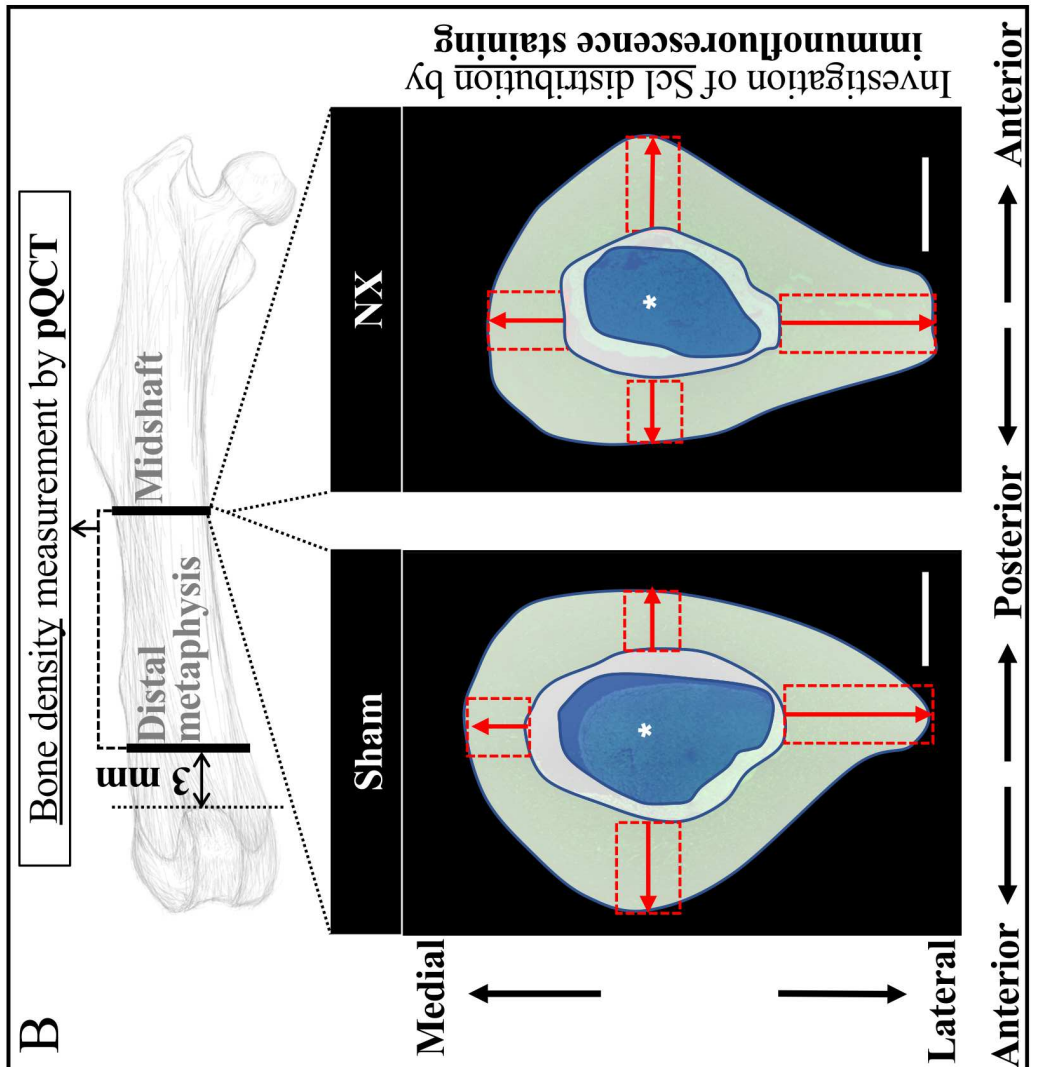 B
Bone density measurement by pQCT
Distal
metaphysis
Midshaft
3 mm
Sham
NX
*
*
Medial
Lateral
Anterior
Posterior
Anterior
Investigation of Scl distribution by
immunofluorescence staining